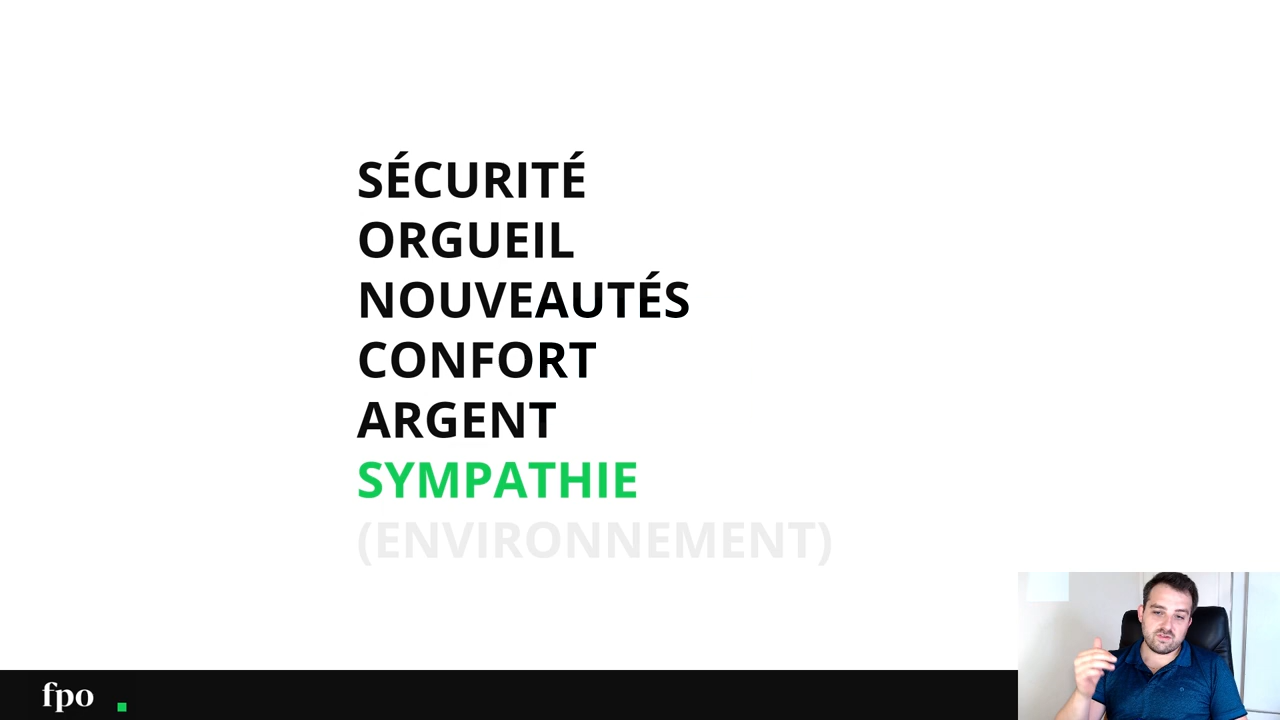 SÉCURITÉ
ORGUEIL
NOUVEAUTÉS
CONFORT
ARGENT
SYMPATHIE
(ENVIRONNEMENT)
fpo